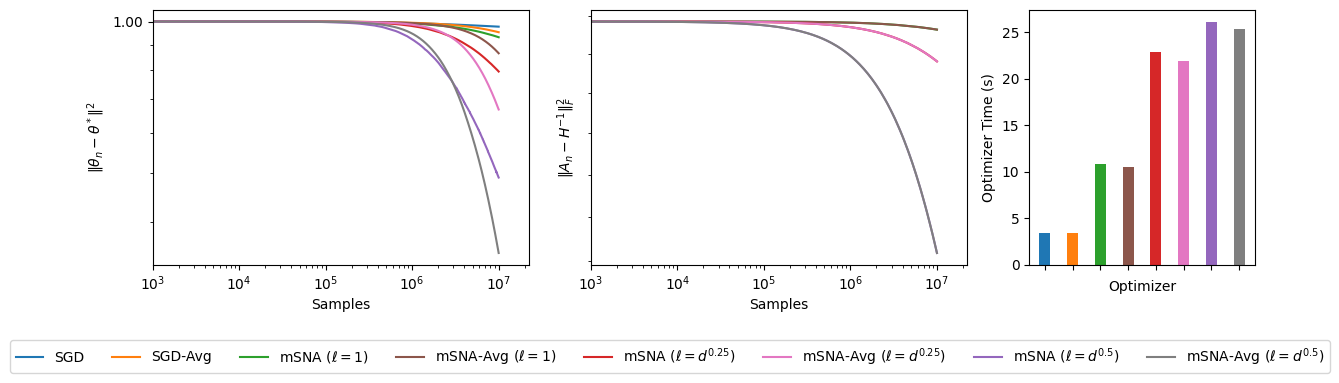 1.00
‖θₙ − θ*‖²
10³ 10⁴ 10⁵ 10⁶ 10⁷
Samples
‖Aₙ − H⁻¹‖²_F
10³ 10⁴ 10⁵ 10⁶ 10⁷
Samples
Optimizer Time (s)
25
20
15
10
5
0
Optimizer
SGD SGD-Avg mSNA (ℓ = 1) mSNA-Avg (ℓ = 1) mSNA (ℓ = d^0.25) mSNA-Avg (ℓ = d^0.25) mSNA (ℓ = d^0.5) mSNA-Avg (ℓ = d^0.5)